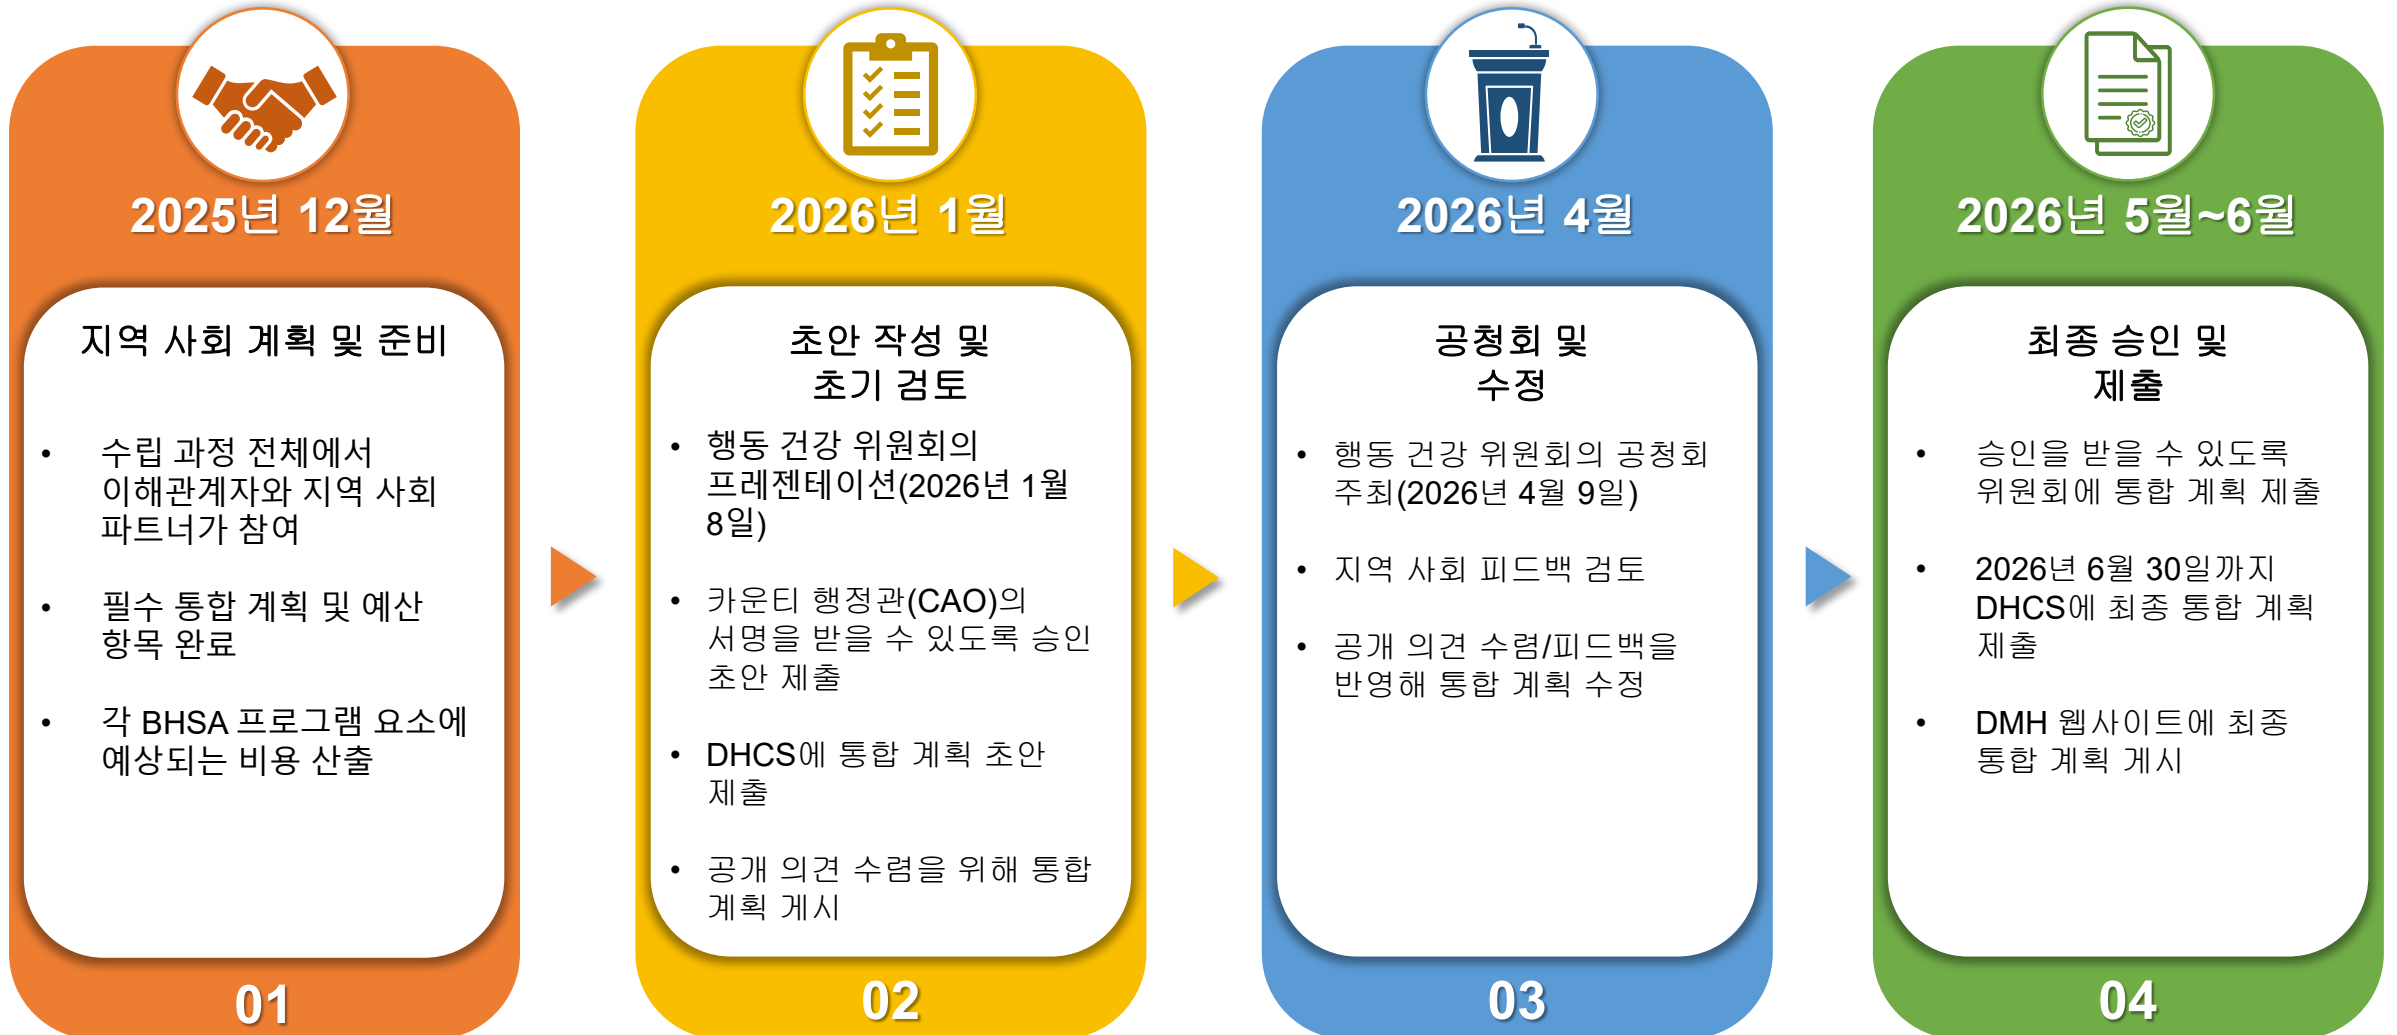 2025년 12월
지역 사회 계획 및 준비
• 수립 과정 전체에서
이해관계자와 지역 사회
파트너가 참여
• 필수 통합 계획 및 예산
항목 완료
• 각 BHSA 프로그램 요소에
예상되는 비용 산출
01
2026년 1월
초안 작성 및
초기 검토
• 행동 건강 위원회의
프레젠테이션(2026년 1월
8일)
• 카운티 행정관(CAO)의
서명을 받을 수 있도록 승인
초안 제출
• DHCS에 통합 계획 초안
제출
• 공개 의견 수렴을 위해 통합
계획 게시
02
2026년 4월
공청회 및
수정
• 행동 건강 위원회의 공청회
주최(2026년 4월 9일)
• 지역 사회 피드백 검토
• 공개 의견 수렴/피드백을
반영해 통합 계획 수정
03
2026년 5월~6월
최종 승인 및
제출
• 승인을 받을 수 있도록
위원회에 통합 계획 제출
• 2026년 6월 30일까지
DHCS에 최종 통합 계획
제출
• DMH 웹사이트에 최종
통합 계획 게시
04